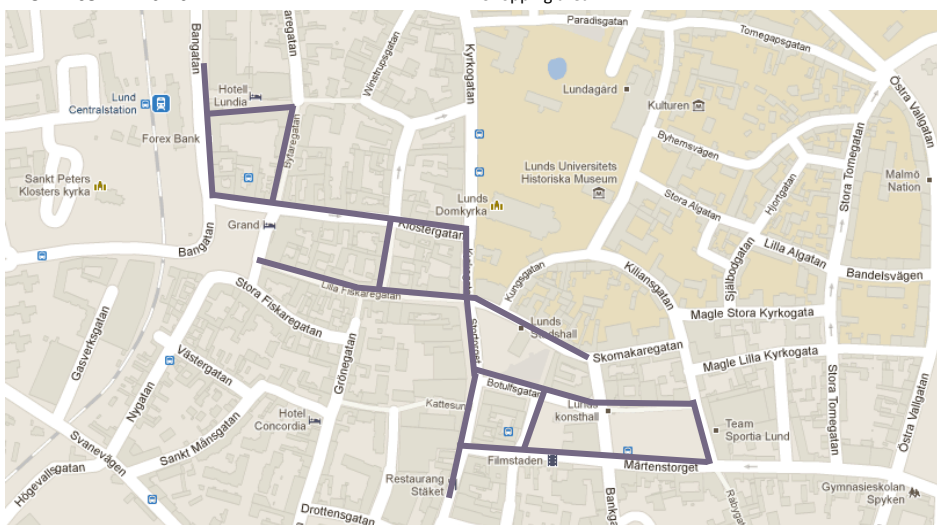 Paradisgatan
Tomegapsgatan
Bangatan
Winstrupsgatan
Kyrkogatan
Östra Vallgatan
Hotell
Lundia
Lund
Centralstation
Lundagård
Kulturen
Forex Bank
Bytaregatan
Byhemsvägen
Stora Tomegatan
Sankt Peters
Klosters kyrka
Lunds Universitets
Historiska Museum
Malmö
Nation
Hjortgatan
Stora Algatan
Lunds
Domkyrka
Grand
Klostergatan
Bangatan
Lilla Algatan
Själbodgatan
Kiliansgatan
Kungsgatan
Bandelsvägen
Stora Fiskaregatan
Lilla Fiskaregatan
Magle Stora Kyrkogata
Gasverksgatan
Lunds
Stadshall
Skomakaregatan
Magle Lilla Kyrkogata
Västergatan
Grönegatan
Nygatan
Botulfsgatan
Stora Tomegatan
Östra Vallgatan
Hotel
Concordia
Lunds
konsthall
Team
Sportia Lund
Sankt Månsgatan
Svanevägen
Filmstaden
Mårtenstorget
Högevallsgatan
Restaurang
Stäket
Gymnasieskolan
Spyken
Drottensgatan